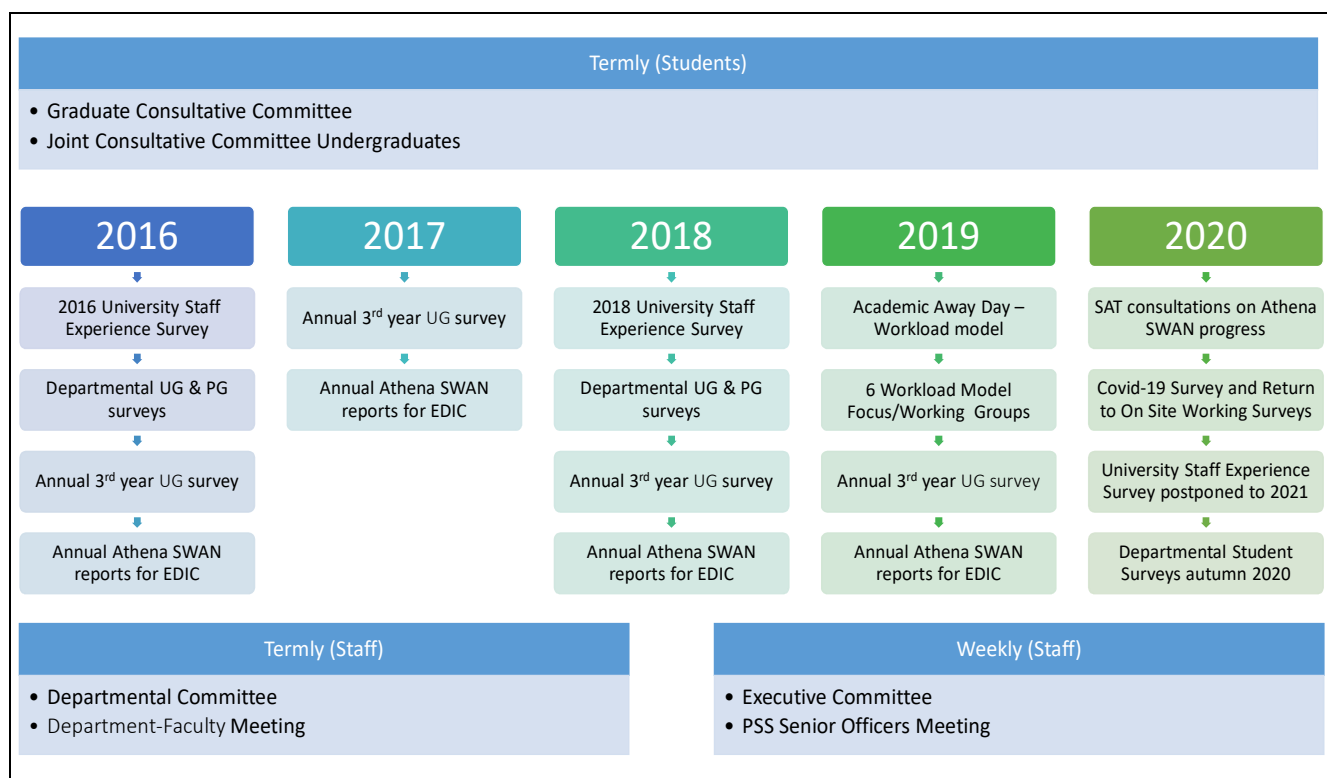 Termly (Students)
• Graduate Consultative Committee
• Joint Consultative Committee Undergraduates
2016
2016 University Staff
Experience Survey
Departmental UG & PG
surveys
Annual 3rd year UG survey
Annual Athena SWAN
reports for EDIC
2017
Annual 3rd year UG survey
Annual Athena SWAN
reports for EDIC
2018
2018 University Staff
Experience Survey
Departmental UG & PG
surveys
Annual 3rd year UG survey
Annual Athena SWAN
reports for EDIC
2019
Academic Away Day –
Workload model
6 Workload Model
Focus/Working Groups
Annual 3rd year UG survey
Annual Athena SWAN
reports for EDIC
2020
SAT consultations on Athena
SWAN progress
Covid-19 Survey and Return
to On Site Working Surveys
University Staff Experience
Survey postponed to 2021
Departmental Student
Surveys autumn 2020
Termly (Staff)
• Departmental Committee
• Department-Faculty Meeting
Weekly (Staff)
• Executive Committee
• PSS Senior Officers Meeting